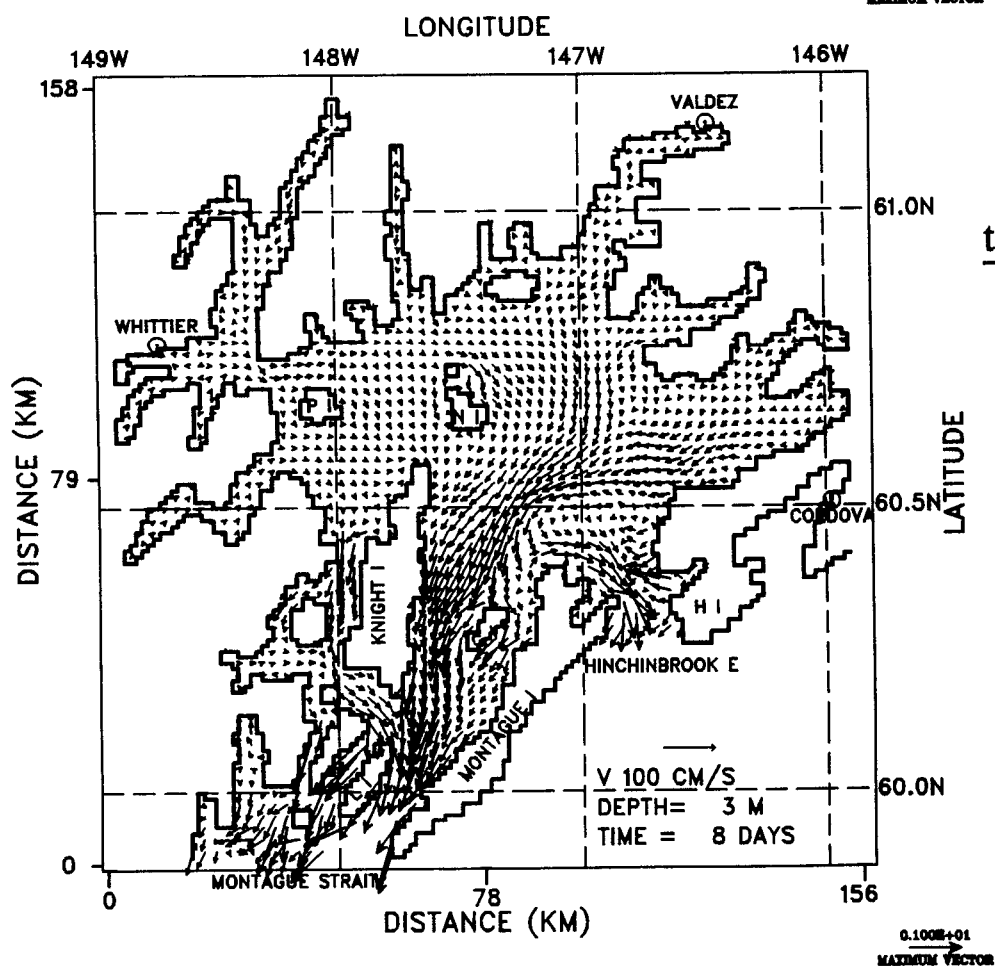 MAXIMUM VECTOR
LONGITUDE
149W 148W 147W 146W
158
VALDEZ
61.0N
t
WHITTIER
P
N
DISTANCE (KM)
79
LATITUDE
60.5N
CORDOVA
KNIGHT I
H I
HINCHINBROOK E
MONTAGUE I
V 100 CM/S
60.0N
DEPTH= 3 M
TIME = 8 DAYS
0
MONTAGUE STRAIT
0 78 156
DISTANCE (KM)
0.100E+01
MAXIMUM VECTOR